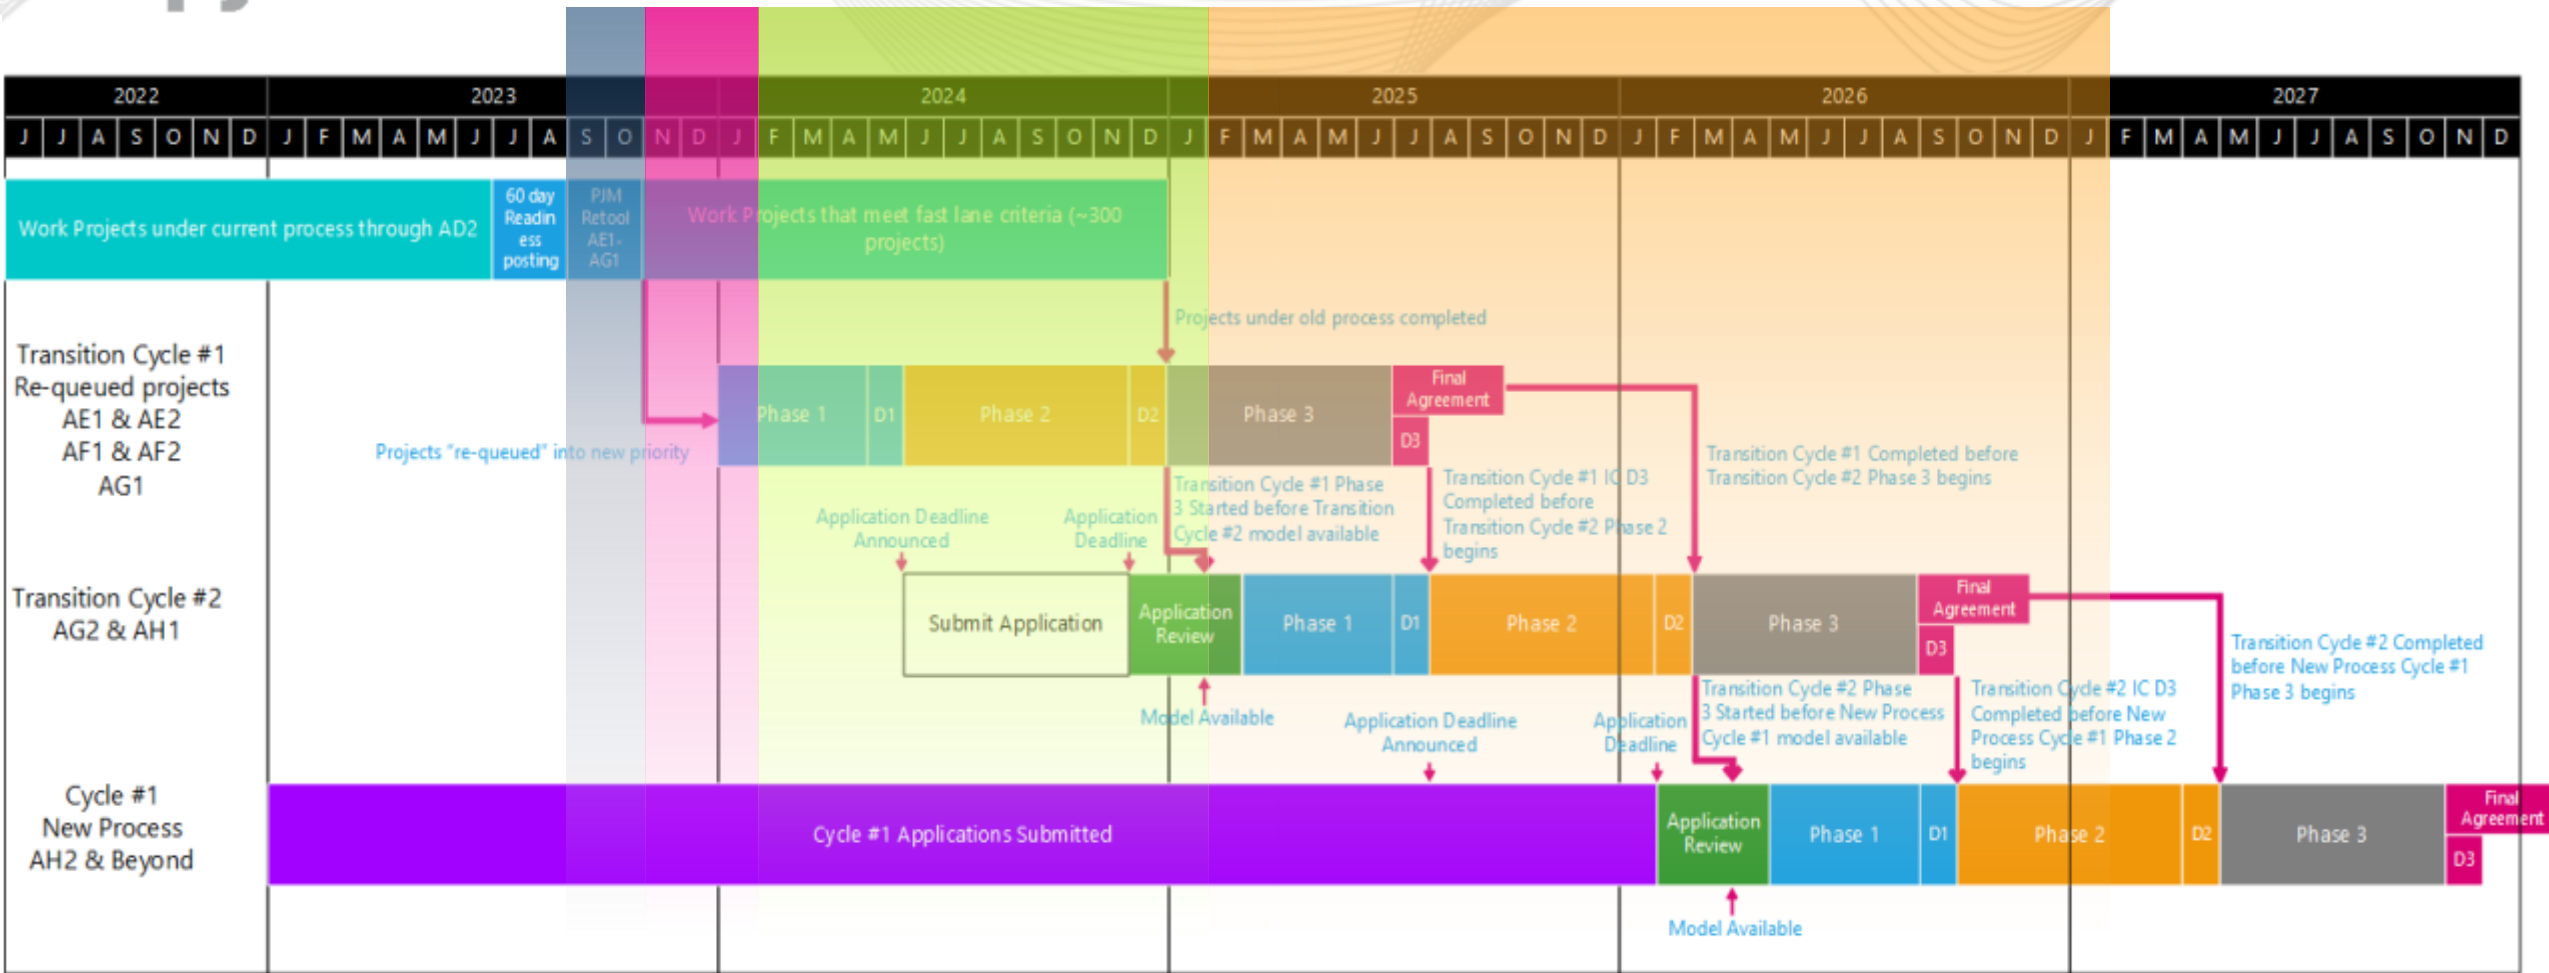 2022 2023 2024 2025 2026 2027
J J A S O N D J F M A M J J A S O N D J F M A M J J A S O N D J F M A M J J A S O N D J F M A M J J A S O N D J F M A M J J A S O N D
Work Projects under current process through AD2
60 day
Readin
ess
posting
PJM
Retool
AE1-
AG1
Work Projects that meet fast lane criteria (~300
projects)
Projects under old process completed
Transition Cycle #1
Re-queued projects
AE1 & AE2
AF1 & AF2
AG1
Projects "re-queued" into new priority
Phase 1
D1
Phase 2
D2
Phase 3
Final
Agreement
D3
Transition Cycle #1 Phase
3 Started before Transition
Cycle #2 model available
Transition Cycle #1 IC D3
Completed before
Transition Cycle #2 Phase 2
begins
Transition Cycle #1 Completed before
Transition Cycle #2 Phase 3 begins
Application Deadline
Announced
Application
Deadline
Transition Cycle #2
AG2 & AH1
Submit Application
Application
Review
Phase 1
D1
Phase 2
D2
Phase 3
Final
Agreement
D3
Model Available
Application Deadline
Announced
Application
Deadline
Transition Cycle #2 Phase
3 Started before New Process
Cycle #1 model available
Transition Cycle #2 IC D3
Completed before New
Process Cycle #1 Phase 2
begins
Transition Cycle #2 Completed
before New Process Cycle #1
Phase 3 begins
Cycle #1
New Process
AH2 & Beyond
Cycle #1 Applications Submitted
Application
Review
Phase 1
D1
Phase 2
D2
Phase 3
Final
Agreement
D3
Model Available